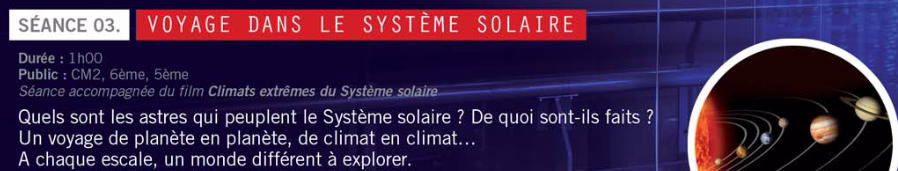 SÉANCE 03. VOYAGE DANS LE SYSTÈME SOLAIRE
Durée : 1h00
Public : CM2, 6ème, 5ème
Séance accompagnée du film Climats extrêmes du Système solaire
Quels sont les astres qui peuplent le Système solaire ? De quoi sont-ils faits ?
Un voyage de planète en planète, de climat en climat...
A chaque escale, un monde différent à explorer.